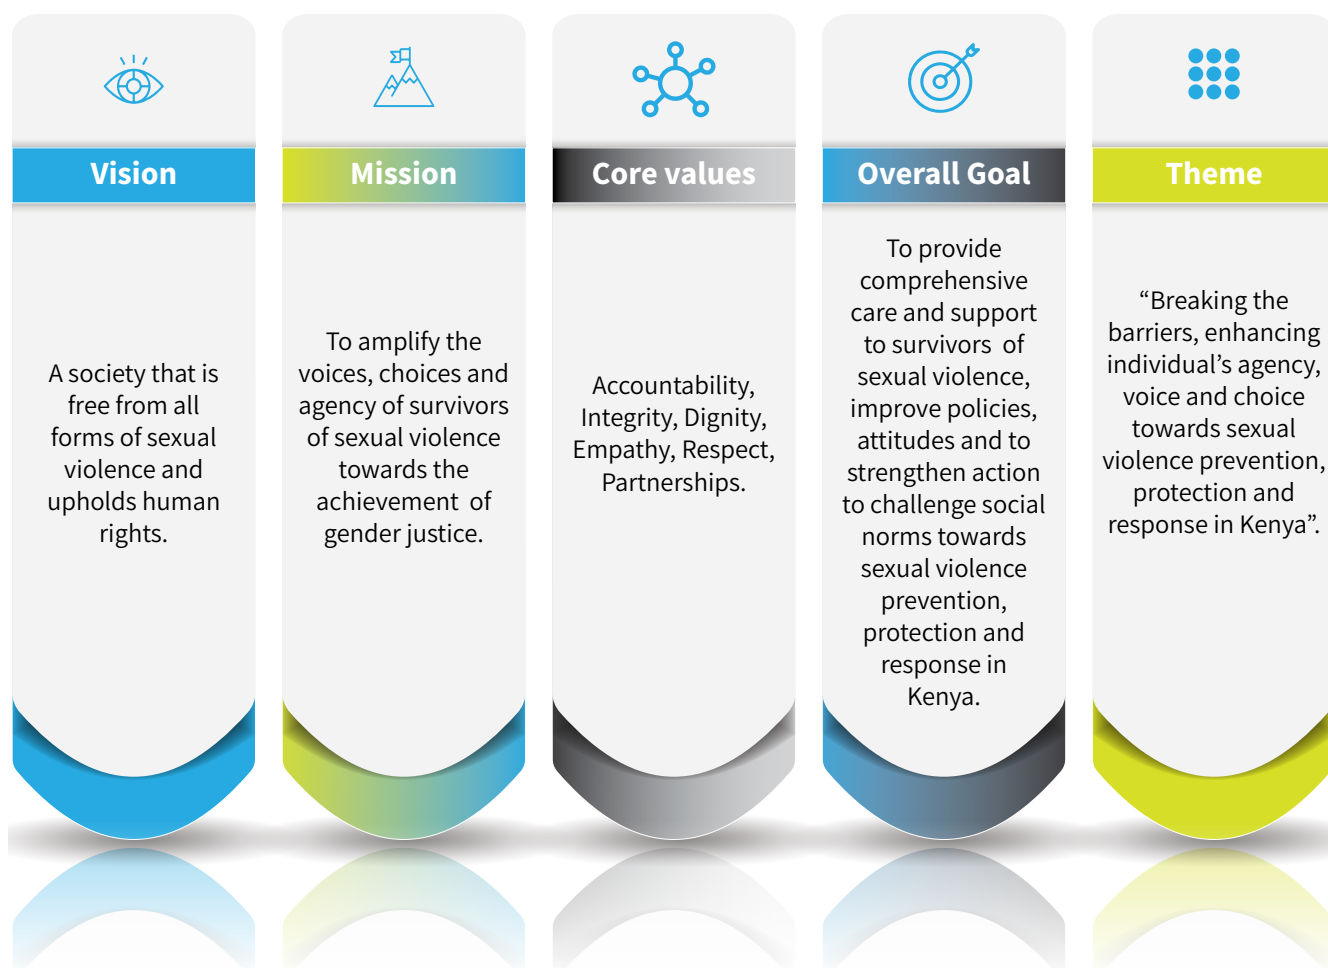 Vision
A society that is
free from all
forms of sexual
violence and
upholds human
rights.
Mission
To amplify the
voices, choices and
agency of survivors
of sexual violence
towards the
achievement of
gender justice.
Core values
Accountability,
Integrity, Dignity,
Empathy, Respect,
Partnerships.
Overall Goal
To provide
comprehensive
care and support
to survivors of
sexual violence,
improve policies,
attitudes and to
strengthen action
to challenge social
norms towards
sexual violence
prevention,
protection and
response in
Kenya.
Theme
“Breaking the
barriers, enhancing
individual’s agency,
voice and choice
towards sexual
violence prevention,
protection and
response in Kenya”.